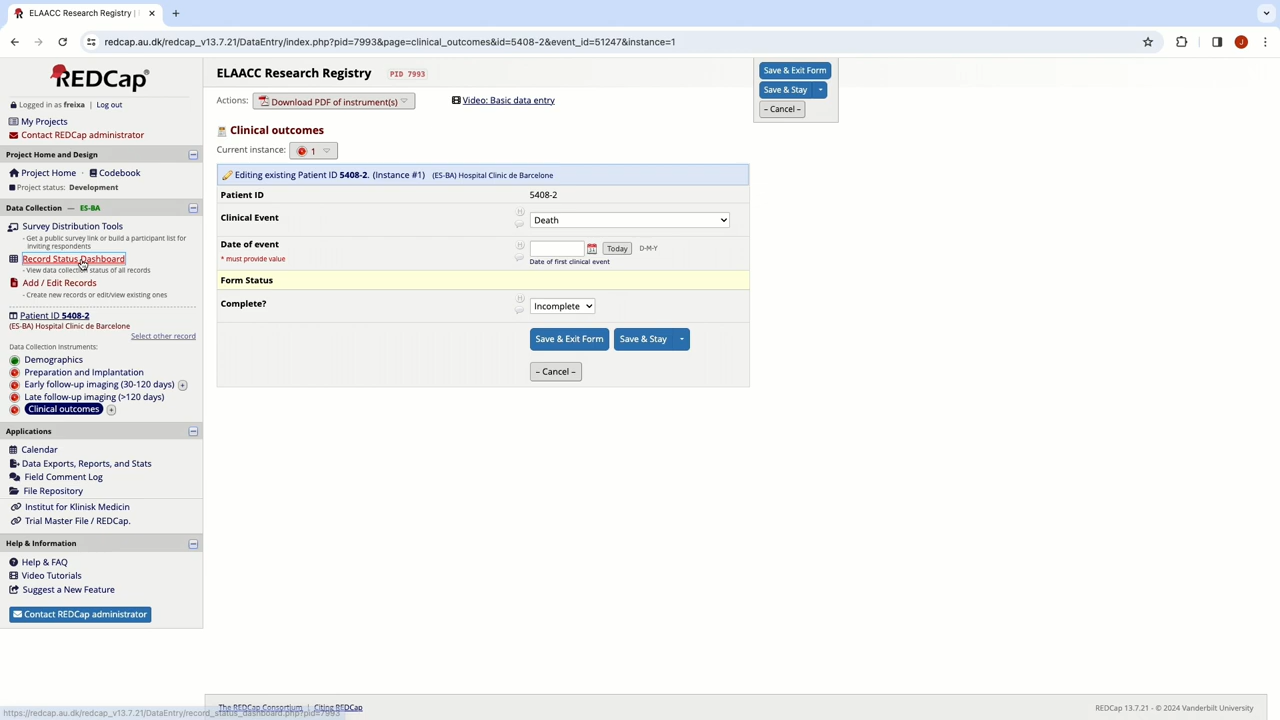 ELAACC Research Registry |
redcap.au.dk/redcap_v13.7.21/DataEntry/index.php?pid=7993&page=clinical_outcomes&id=5408-2&event_id=51247&instance=1
J
REDCap
Logged in as freixa | Log out
My Projects
Contact REDCap administrator
Project Home and Design
Project Home · Codebook
Project status: Development
Data Collection — ES-BA
Survey Distribution Tools
- Get a public survey link or build a participant list for
inviting respondents
Record Status Dashboard
- View data collection status of all records
Add / Edit Records
- Create new records or edit/view existing ones
Patient ID 5408-2
(ES-BA) Hospital Clinic de Barcelone
Select other record
Data Collection Instruments:
Demographics
Preparation and Implantation
Early follow-up imaging (30-120 days) +
Late follow-up imaging (>120 days)
Clinical outcomes +
Applications
Calendar
Data Exports, Reports, and Stats
Field Comment Log
File Repository
Institut for Klinisk Medicin
Trial Master File / REDCap.
Help & Information
Help & FAQ
Video Tutorials
Suggest a New Feature
Contact REDCap administrator
https://redcap.au.dk/redcap_v13.7.21/DataEntry/record_status_dashboard.php?pid=7993
ELAACC Research Registry PID 7993
Actions: Download PDF of instrument(s) Video: Basic data entry
Clinical outcomes
Current instance: 1
Editing existing Patient ID 5408-2. (Instance #1) (ES-BA) Hospital Clinic de Barcelone
Patient ID 5408-2
Clinical Event Death
Date of event Today D-M-Y
* must provide value Date of first clinical event
Form Status
Complete? Incomplete
Save & Exit Form Save & Stay
– Cancel –
Save & Exit Form
Save & Stay
– Cancel –
The REDCap Consortium | Citing REDCap
REDCap 13.7.21 - © 2024 Vanderbilt University